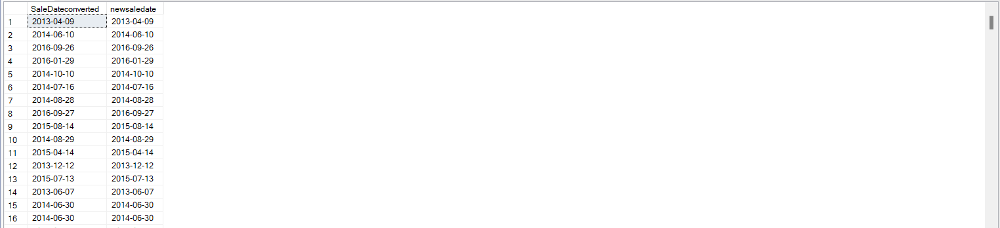 SaleDateconverted newsaledate
1 2013-04-09 2013-04-09
2 2014-06-10 2014-06-10
3 2016-09-26 2016-09-26
4 2016-01-29 2016-01-29
5 2014-10-10 2014-10-10
6 2014-07-16 2014-07-16
7 2014-08-28 2014-08-28
8 2016-09-27 2016-09-27
9 2015-08-14 2015-08-14
10 2014-08-29 2014-08-29
11 2015-04-14 2015-04-14
12 2013-12-12 2013-12-12
13 2015-07-13 2015-07-13
14 2013-06-07 2013-06-07
15 2014-06-30 2014-06-30
16 2014-06-30 2014-06-30